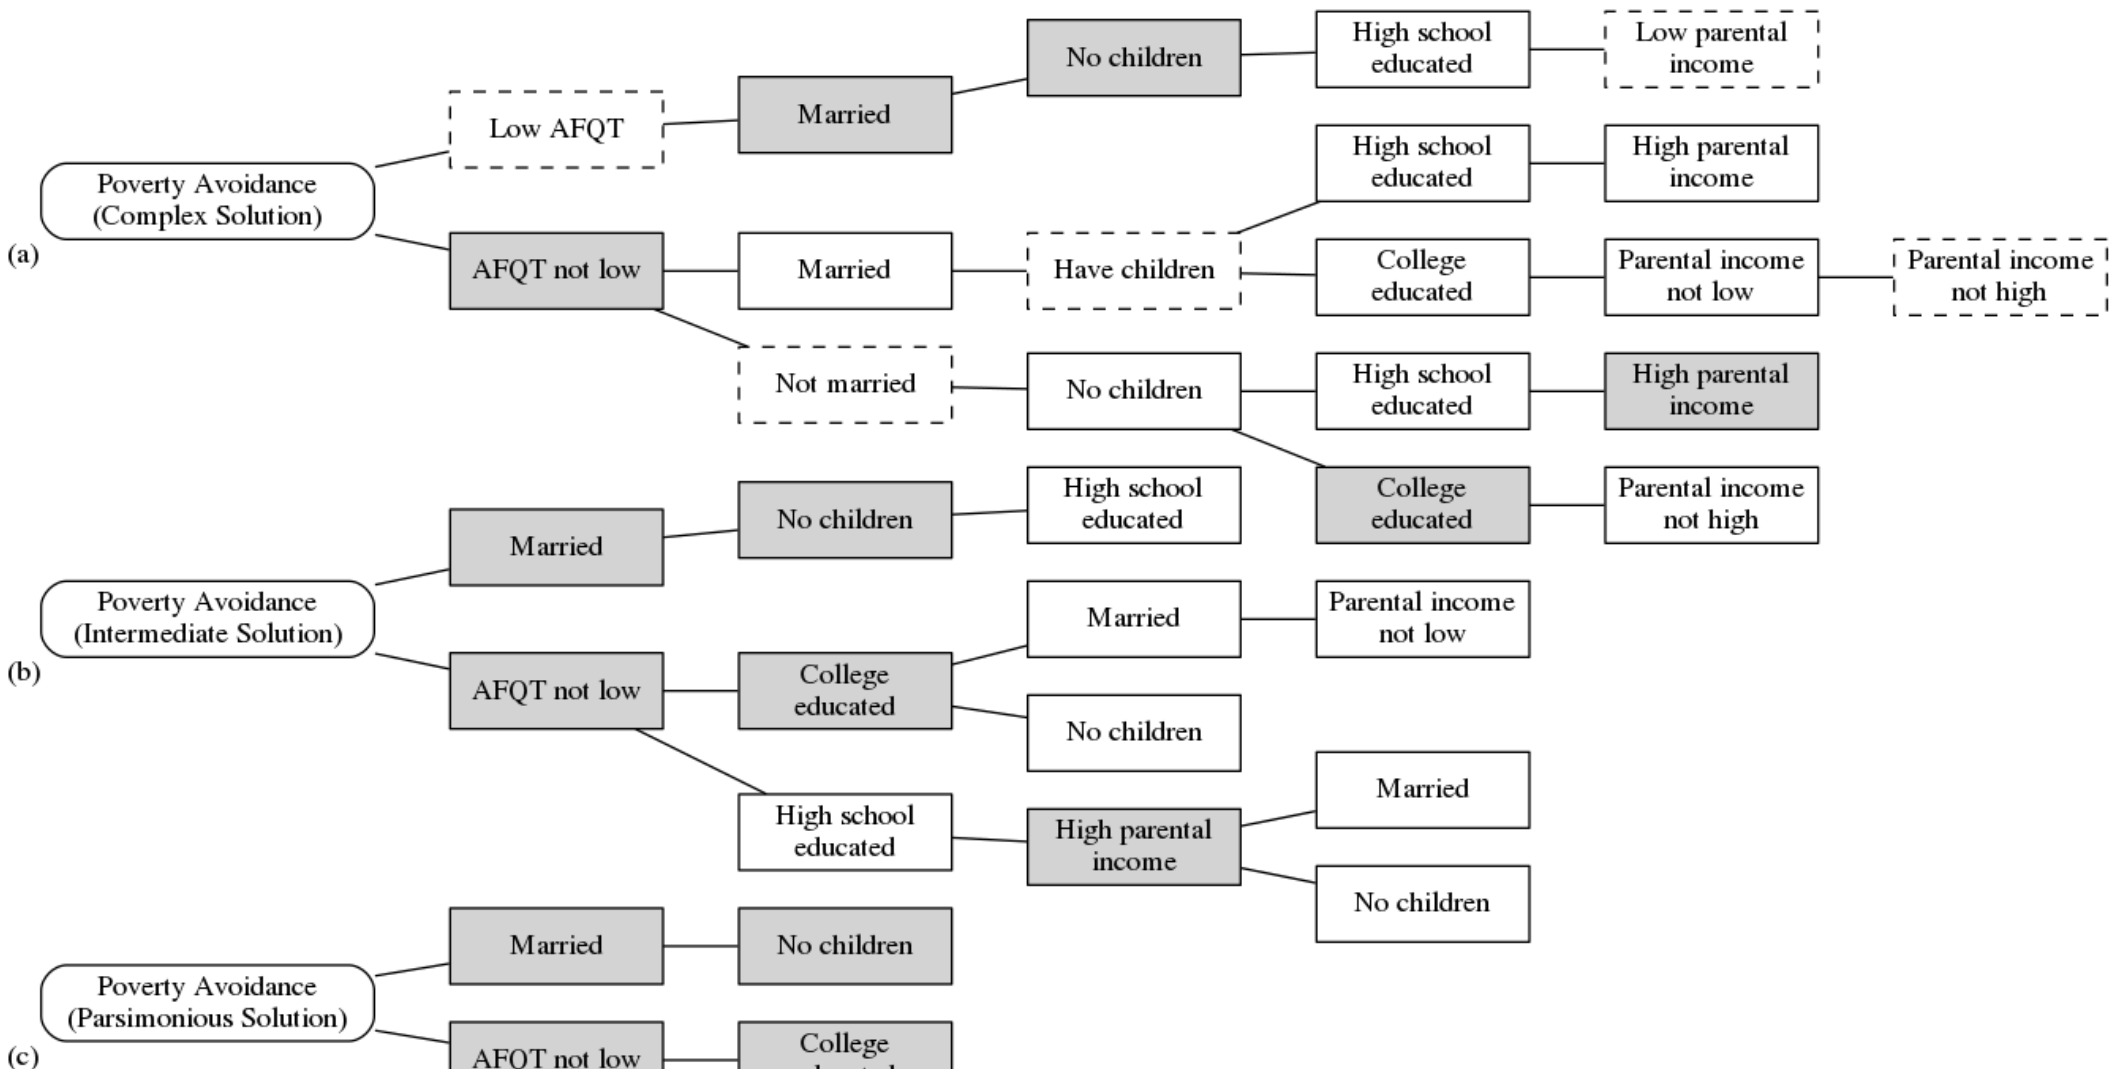 Poverty Avoidance
(Complex Solution)
(a)
Low AFQT
Married
No children
High school
educated
Low parental
income
AFQT not low
Married
Have children
High school
educated
High parental
income
College
educated
Parental income
not low
Parental income
not high
Not married
No children
High school
educated
High parental
income
College
educated
Parental income
not high
Poverty Avoidance
(Intermediate Solution)
(b)
Married
No children
High school
educated
AFQT not low
College
educated
Married
Parental income
not low
No children
High school
educated
High parental
income
Married
No children
Poverty Avoidance
(Parsimonious Solution)
(c)
Married
No children
AFQT not low
College